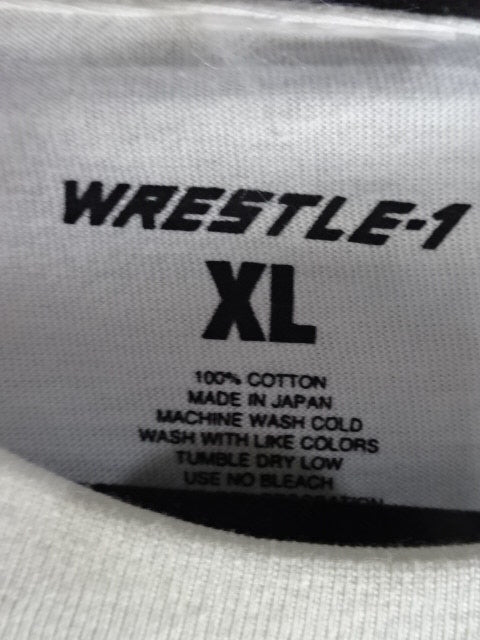 WRESTLE-1
XL
100% COTTON
MADE IN JAPAN
MACHINE WASH COLD
WASH WITH LIKE COLORS
TUMBLE DRY LOW
USE NO BLEACH